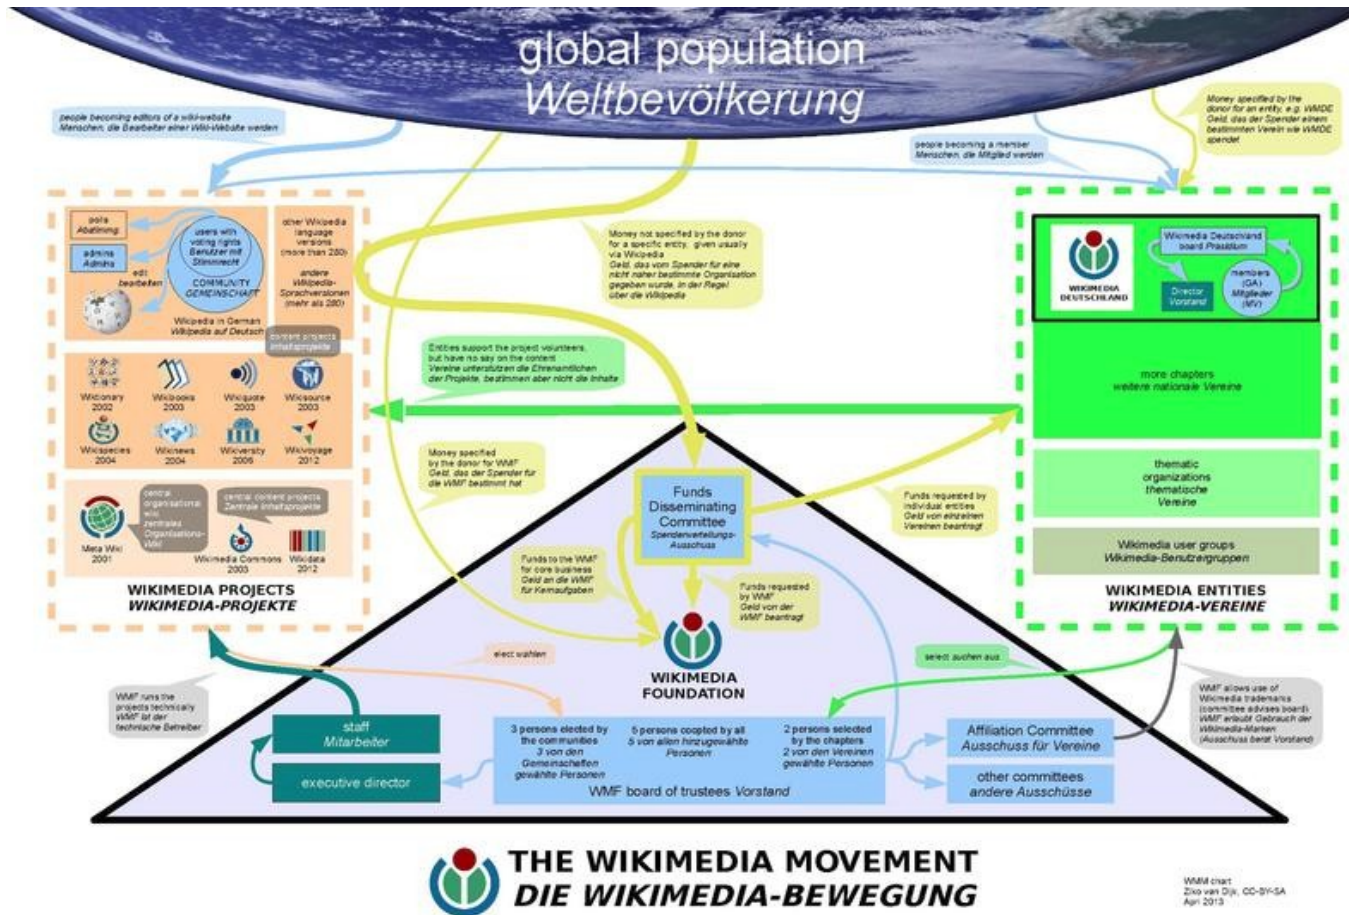 global population
Weltbevölkerung
people becoming editors of a wiki-website
Menschen, die Bearbeiter einer Wiki-Website werden
people becoming a member
Menschen, die Mitglied werden
Money specified by the
donor for an entity, e.g. WMDE
Geld, das der Spender einem
bestimmten Verein wie WMDE
spendet
polls
Abstimmg.
admins
Admins
edit
bearbeiten
users with
voting rights
Benutzer mit
Stimmrecht
COMMUNITY
GEMEINSCHAFT
Wikipedia in German
Wikipedia auf Deutsch
other Wikipedia
language
versions
(more than 280)
andere
Wikipedia-
Sprachversionen
(mehr als 280)
content projects
Inhaltsprojekte
Wiktionary
2002
Wikibooks
2003
Wikiquote
2003
Wikisource
2003
Wikispecies
2004
Wikinews
2004
Wikiversity
2006
Wikivoyage
2012
central
organisational
wiki
zentrales
Organisations-
Wiki
central content projects
Zentrale Inhaltsprojekte
Meta Wiki
2001
Wikimedia Commons
2003
Wikidata
2012
WIKIMEDIA PROJECTS
WIKIMEDIA-PROJEKTE
Money not specified by the donor
for a specific entity, given usually
via Wikipedia
Geld, das vom Spender für eine
nicht näher bestimmte Organisation
gegeben wurde, in der Regel
über die Wikipedia
Entities support the project volunteers,
but have no say on the content
Vereine unterstützen die Ehrenamtlichen
der Projekte, bestimmen aber nicht die Inhalte
WIKIMEDIA
DEUTSCHLAND
Wikimedia Deutschland
board Präsidium
Director
Vorstand
members
(GA)
Mitglieder
(MV)
more chapters
weitere nationale Vereine
thematic
organizations
thematische
Vereine
Wikimedia user groups
Wikimedia-Benutzergruppen
WIKIMEDIA ENTITIES
WIKIMEDIA-VEREINE
Money specified
by the donor for WMF
Geld, das der Spender für
die WMF bestimmt hat
Funds
Disseminating
Committee
Spendenverteilungs-
Ausschuss
Funds requested by
individual entities
Geld von einzelnen
Vereinen beantragt
Funds to the WMF
for core business
Geld an die WMF
für Kernaufgaben
Funds requested
by WMF
Geld von der
WMF beantragt
WIKIMEDIA
FOUNDATION
elect wählen
select suchen aus
WMF runs the
projects technically
WMF ist der
technische Betreiber
WMF allows use of
Wikimedia trademarks
(committee advises board)
WMF erlaubt Gebrauch der
Wikimedia-Marken
(Ausschuss berät Vorstand)
staff
Mitarbeiter
executive director
3 persons elected by
the communities
3 von den
Gemeinschaften
gewählte Personen
5 persons coopted by all
5 von allen hinzugewählte
Personen
2 persons selected
by the chapters
2 von den Vereinen
gewählte Personen
WMF board of trustees Vorstand
Affiliation Committee
Ausschuss für Vereine
other committees
andere Ausschüsse
THE WIKIMEDIA MOVEMENT
DIE WIKIMEDIA-BEWEGUNG
WMM chart
Ziko van Dijk, CC-BY-SA
April 2013